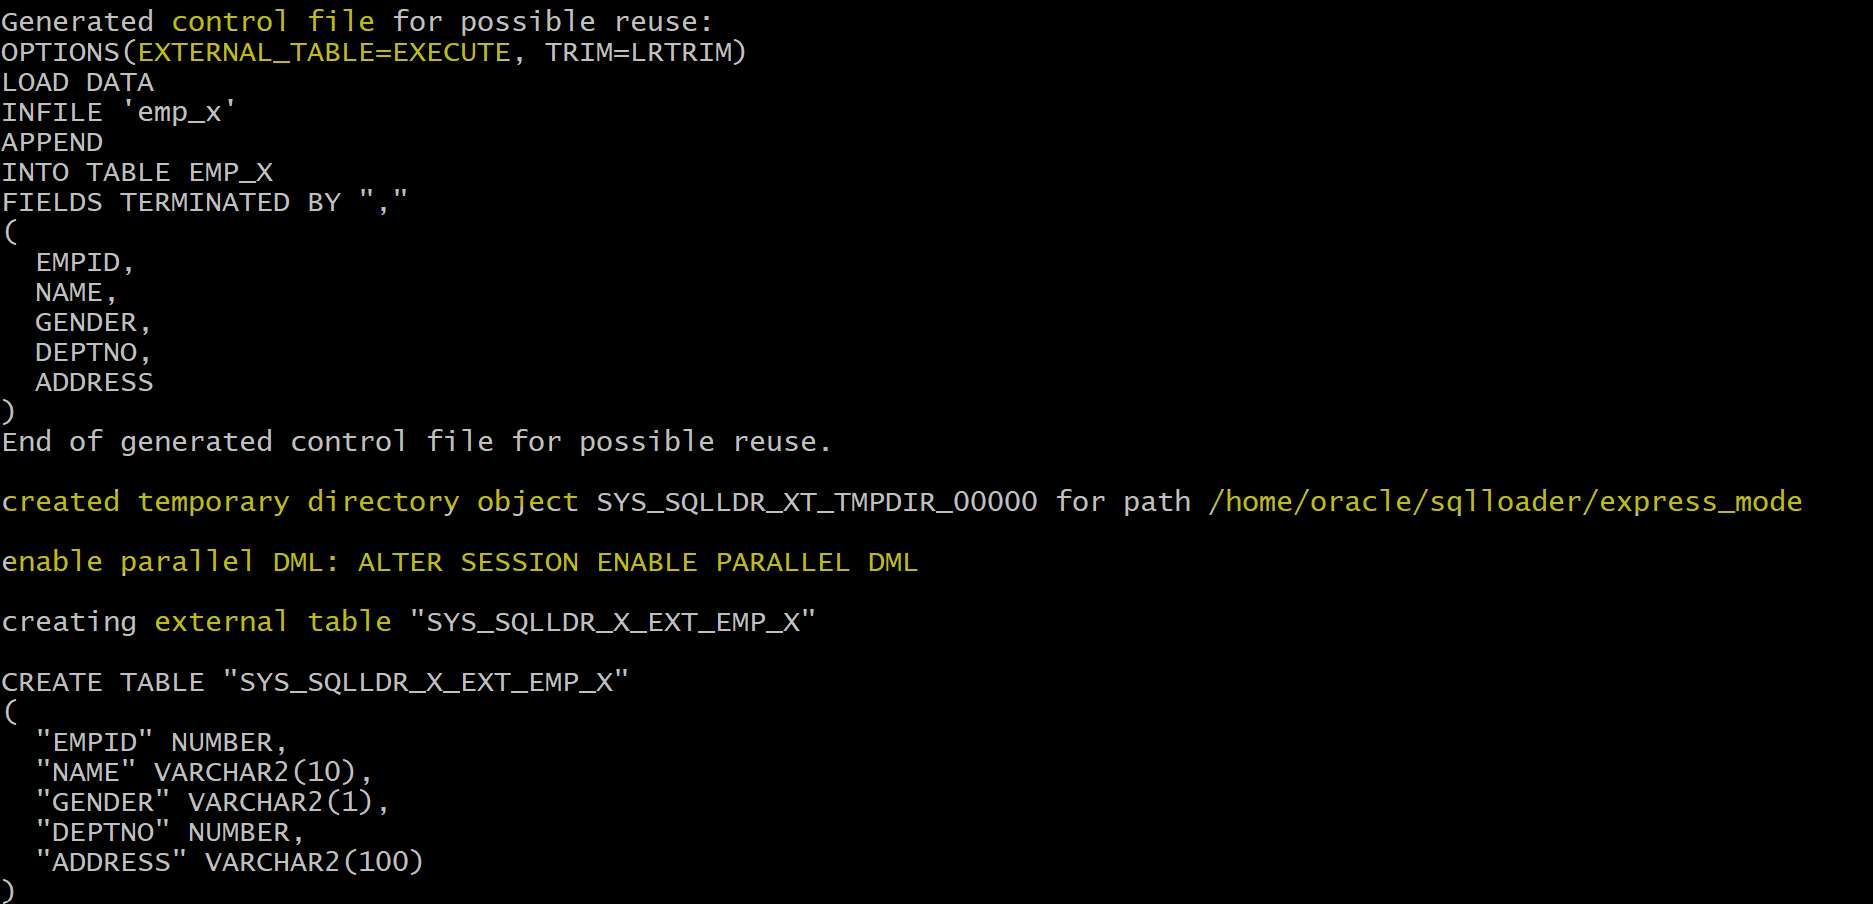 Generated control file for possible reuse:
OPTIONS(EXTERNAL_TABLE=EXECUTE, TRIM=LRTRIM)
LOAD DATA
INFILE 'emp_x'
APPEND
INTO TABLE EMP_X
FIELDS TERMINATED BY ","
(
  EMPID,
  NAME,
  GENDER,
  DEPTNO,
  ADDRESS
)
End of generated control file for possible reuse.

created temporary directory object SYS_SQLLDR_XT_TMPDIR_00000 for path /home/oracle/sqlloader/express_mode

enable parallel DML: ALTER SESSION ENABLE PARALLEL DML

creating external table "SYS_SQLLDR_X_EXT_EMP_X"

CREATE TABLE "SYS_SQLLDR_X_EXT_EMP_X"
(
  "EMPID" NUMBER,
  "NAME" VARCHAR2(10),
  "GENDER" VARCHAR2(1),
  "DEPTNO" NUMBER,
  "ADDRESS" VARCHAR2(100)
)